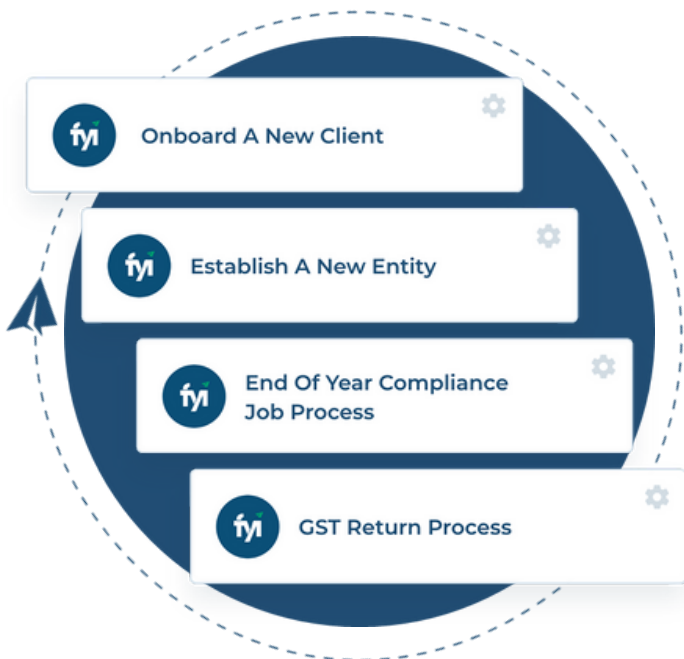 fyi
Onboard A New Client
fyi
Establish A New Entity
fyi
End Of Year Compliance
Job Process
fyi
GST Return Process